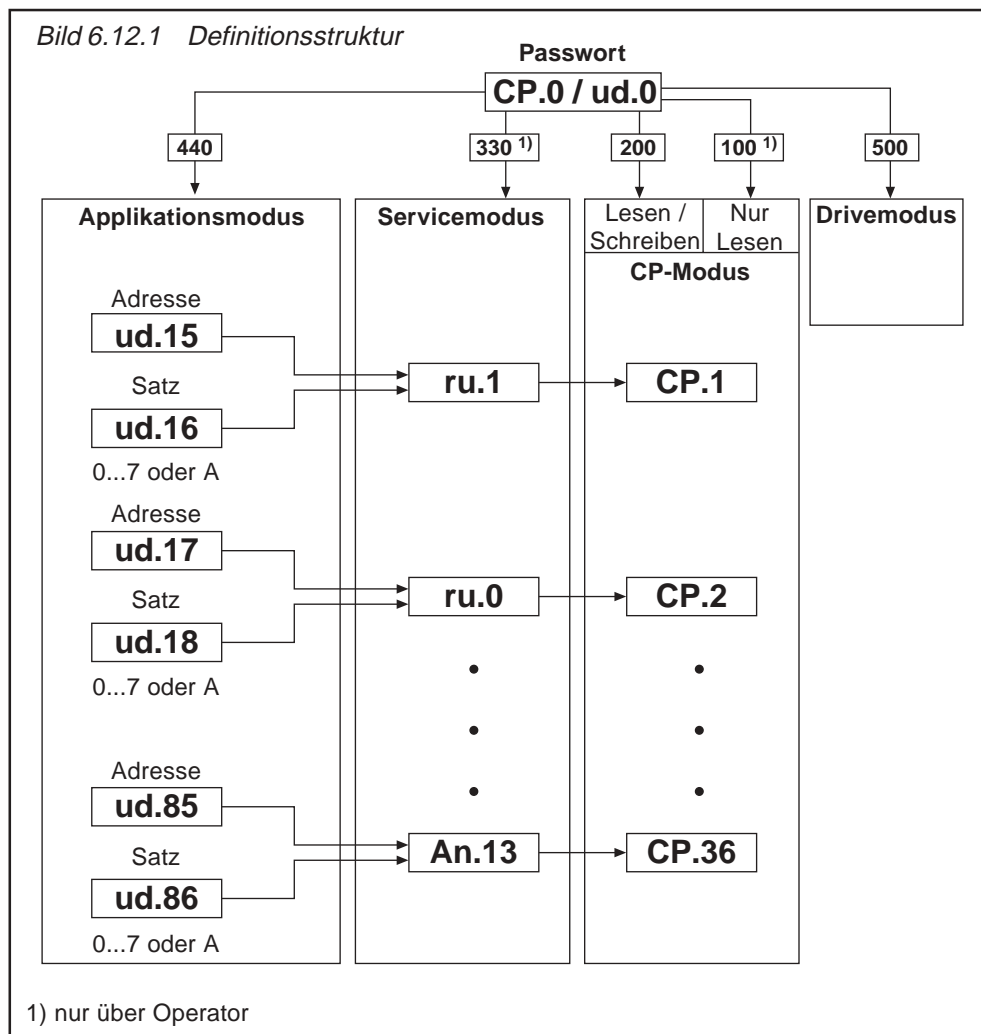 Bild 6.12.1 Definitionsstruktur
Passwort
CP.0 / ud.0
440
330 1)
200
100 1)
500
Applikationsmodus
Servicemodus
Lesen /
Schreiben
Nur
Lesen
CP-Modus
Drivemodus
Adresse
ud.15
Satz
ud.16
0...7 oder A
ru.1
CP.1
Adresse
ud.17
Satz
ud.18
0...7 oder A
ru.0
CP.2
Adresse
ud.85
Satz
ud.86
0...7 oder A
An.13
CP.36
1) nur über Operator